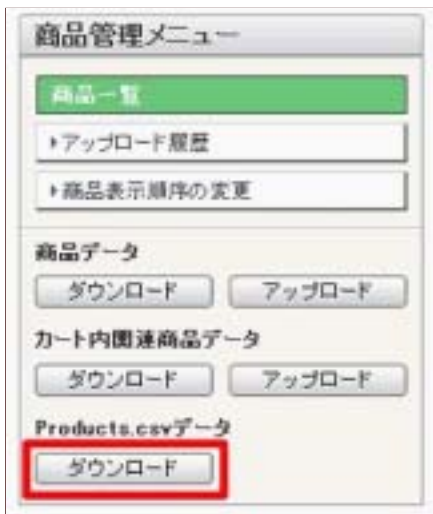 商品管理メニュー
商品一覧
アップロード履歴
商品表示順序の変更
商品データ
ダウンロード アップロード
カート内関連商品データ
ダウンロード アップロード
Products.csvデータ
ダウンロード